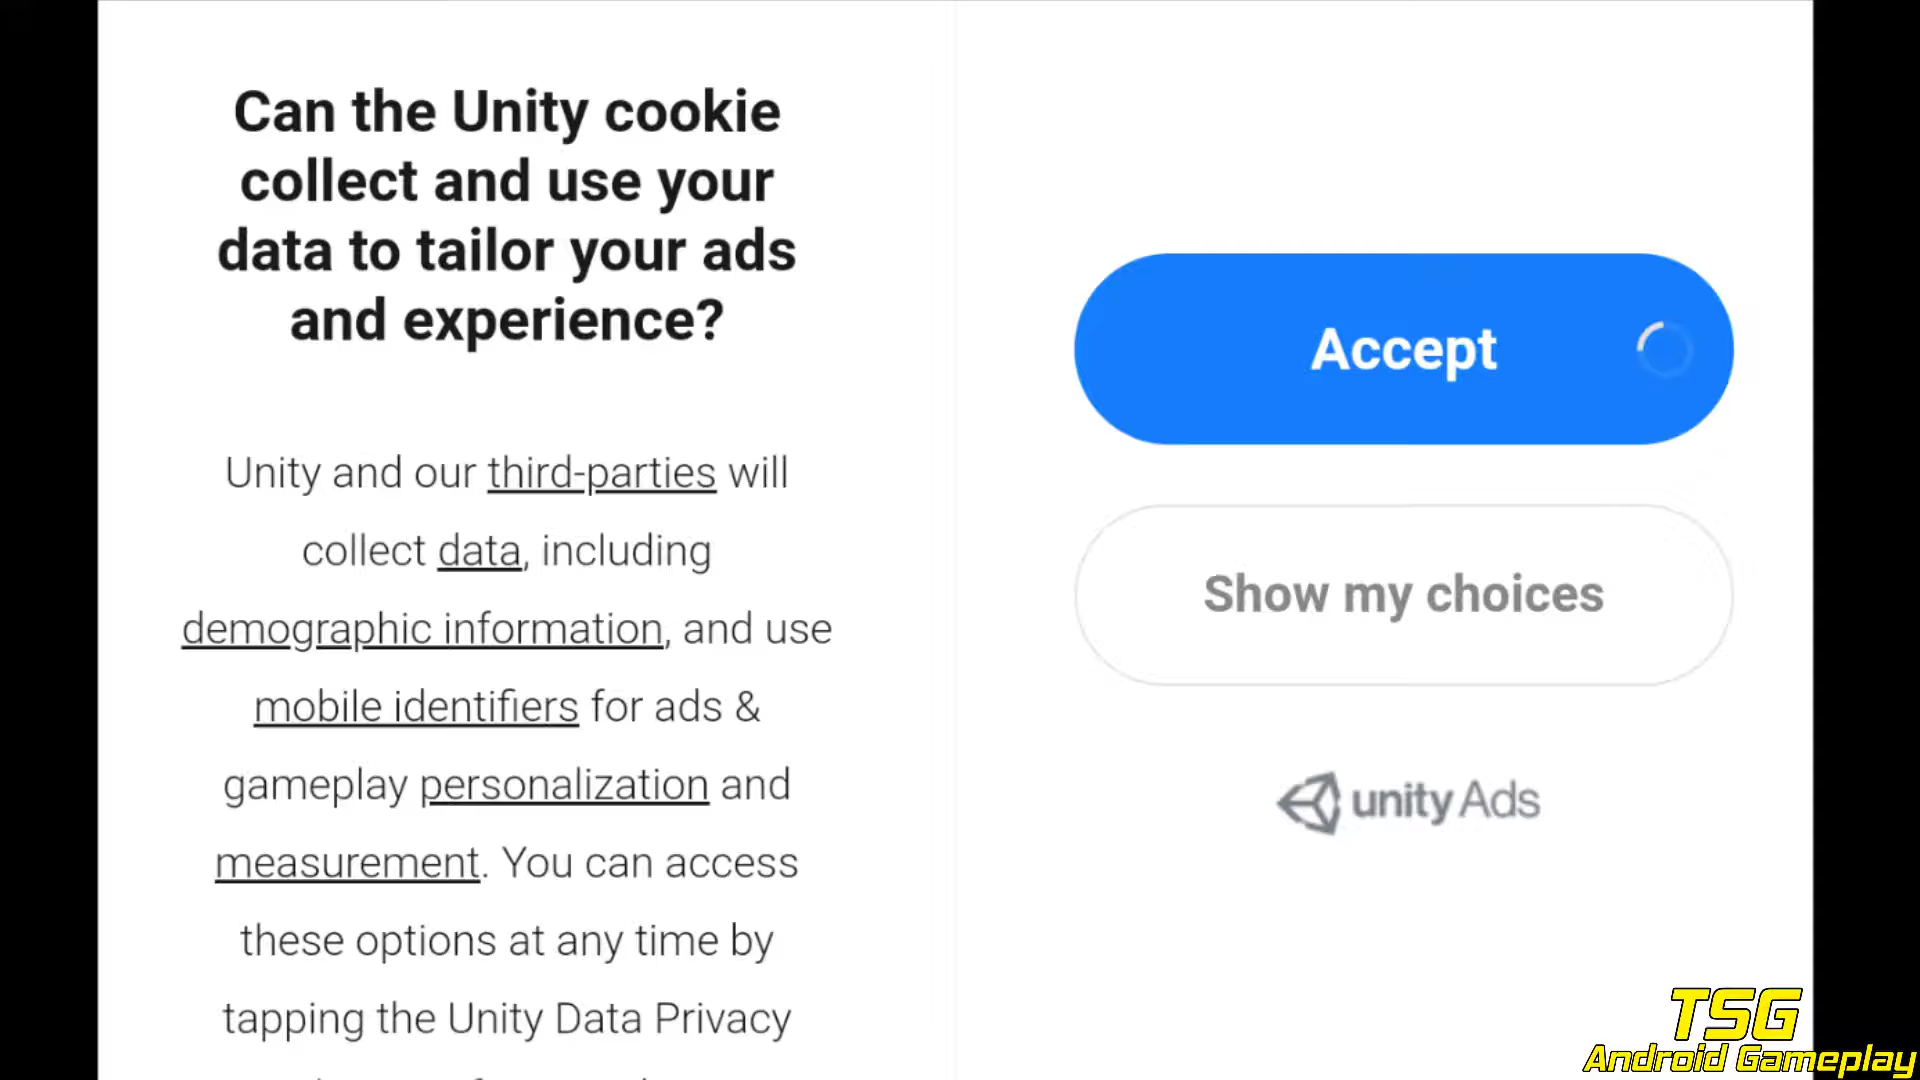 Can the Unity cookie
collect and use your
data to tailor your ads
and experience?
Unity and our third-parties will
collect data, including
demographic information, and use
mobile identifiers for ads &
gameplay personalization and
measurement. You can access
these options at any time by
tapping the Unity Data Privacy
Accept
Show my choices
unity Ads
TSG
Android Gameplay